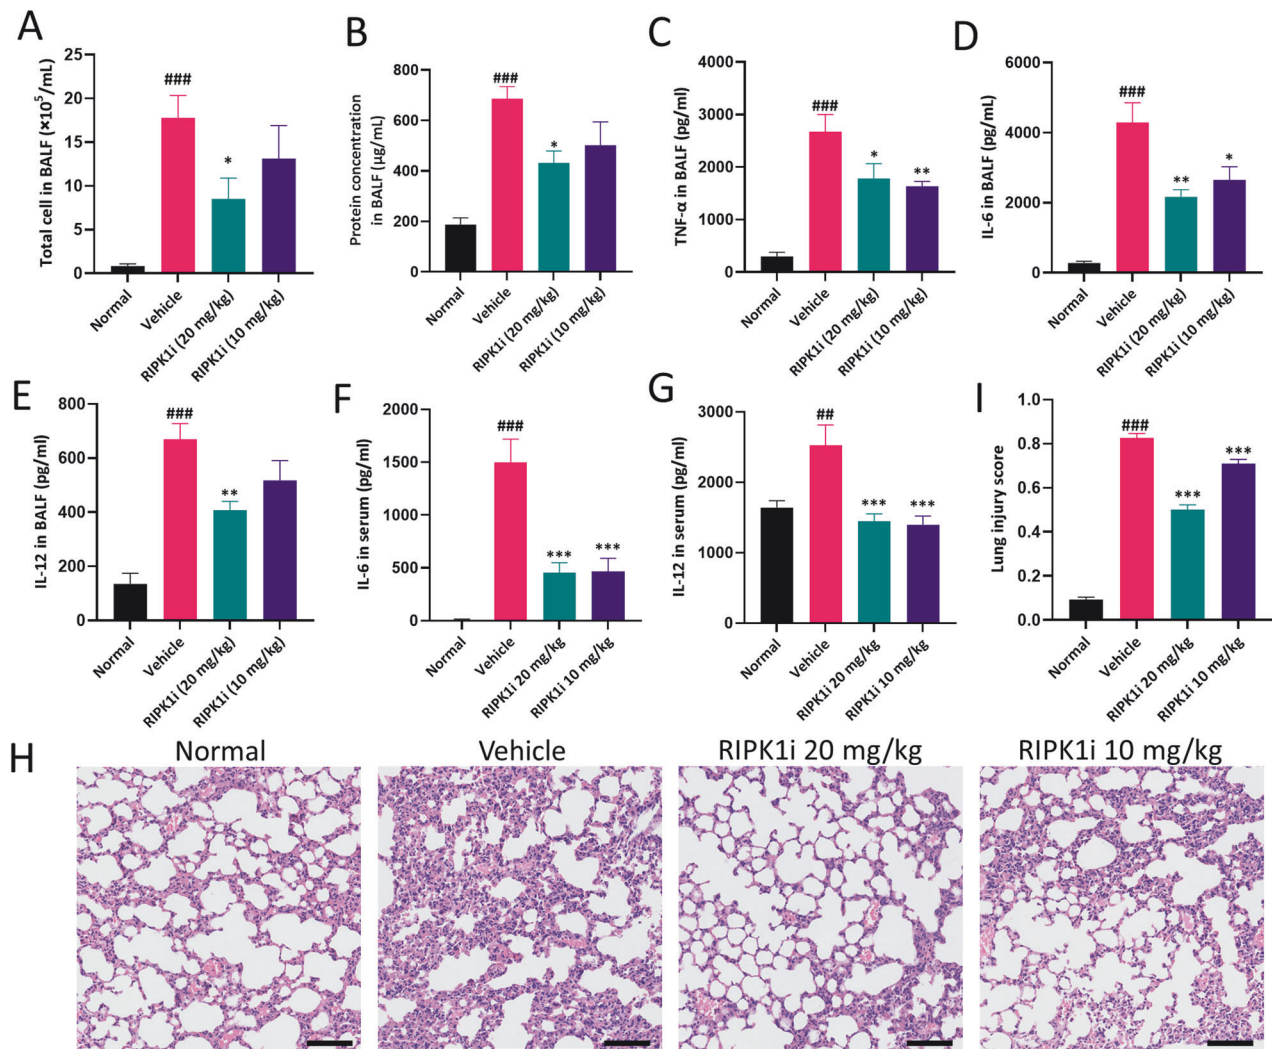 A
Total cell in BALF (×10⁵/mL)
25
20
15
10
5
0
###
*
Normal
Vehicle
RIPK1i (20 mg/kg)
RIPK1i (10 mg/kg)
B
Protein concentration
in BALF (µg/mL)
800
600
400
200
0
###
*
Normal
Vehicle
RIPK1i (20 mg/kg)
RIPK1i (10 mg/kg)
C
TNF-α in BALF (pg/ml)
4000
3000
2000
1000
0
###
*
**
Normal
Vehicle
RIPK1i (20 mg/kg)
RIPK1i (10 mg/kg)
D
IL-6 in BALF (pg/mL)
6000
4000
2000
0
###
**
*
Normal
Vehicle
RIPK1i (20 mg/kg)
RIPK1i (10 mg/kg)
E
IL-12 in BALF (pg/ml)
800
600
400
200
0
###
**
Normal
Vehicle
RIPK1i (20 mg/kg)
RIPK1i (10 mg/kg)
F
IL-6 in serum (pg/ml)
2000
1500
1000
500
0
###
***
***
Normal
Vehicle
RIPK1i 20 mg/kg
RIPK1i 10 mg/kg
G
IL-12 in serum (pg/ml)
3000
2000
1000
0
##
***
***
Normal
Vehicle
RIPK1i 20 mg/kg
RIPK1i 10 mg/kg
I
Lung injury score
1.0
0.8
0.6
0.4
0.2
0.0
###
***
***
Normal
Vehicle
RIPK1i 20 mg/kg
RIPK1i 10 mg/kg
H
Normal
Vehicle
RIPK1i 20 mg/kg
RIPK1i 10 mg/kg